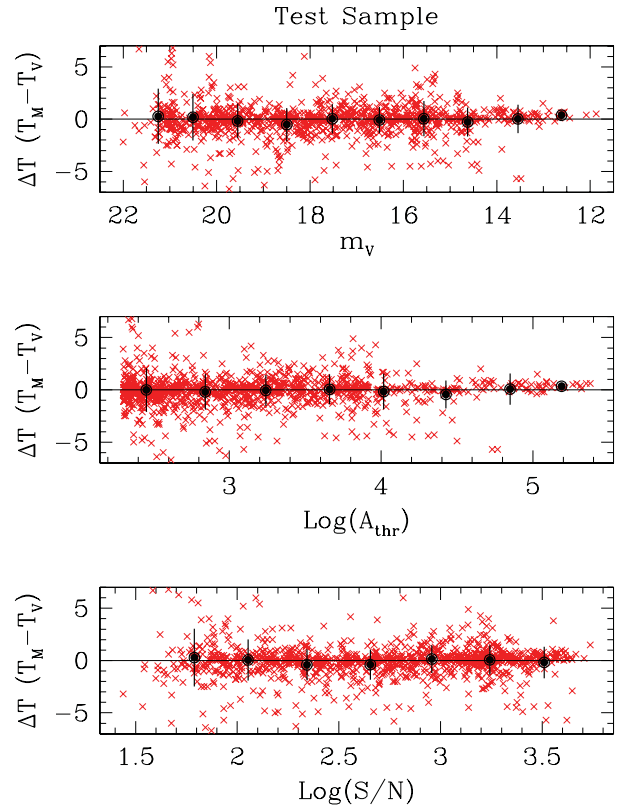 Test Sample
ΔT (T_M−T_V)
5
0
−5
22 20 18 16 14 12
m_V
ΔT (T_M−T_V)
5
0
−5
3 4 5
Log(A_thr)
ΔT (T_M−T_V)
5
0
−5
1.5 2 2.5 3 3.5
Log(S/N)